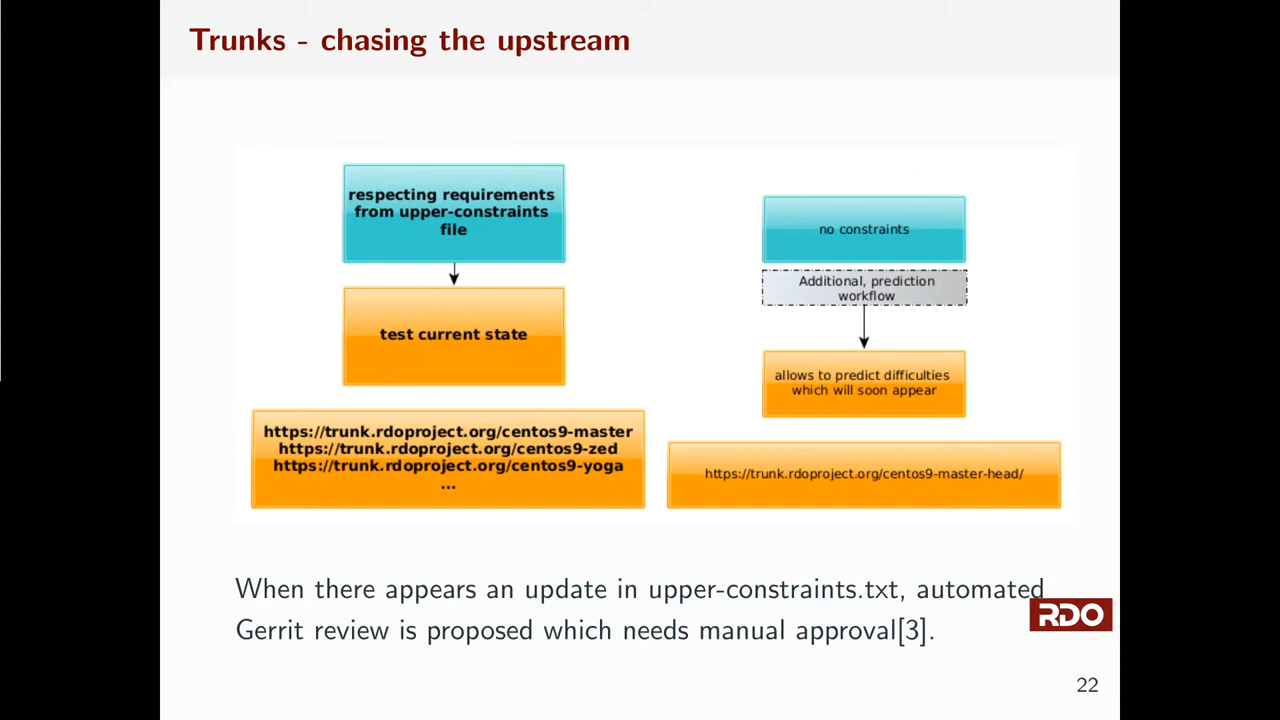 Trunks - chasing the upstream
respecting requirements
from upper-constraints
file
test current state
https://trunk.rdoproject.org/centos9-master
https://trunk.rdoproject.org/centos9-zed
https://trunk.rdoproject.org/centos9-yoga
...
no constraints
Additional, prediction
workflow
allows to predict difficulties
which will soon appear
https://trunk.rdoproject.org/centos9-master-head/
When there appears an update in upper-constraints.txt, automated
Gerrit review is proposed which needs manual approval[3].
RDO
22